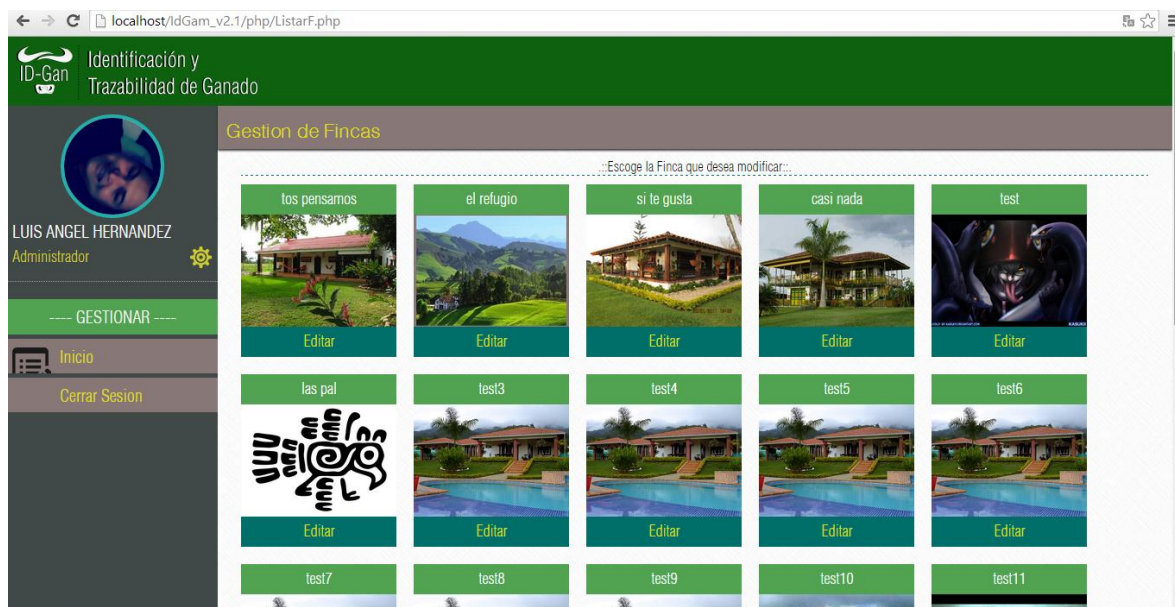 localhost/IdGam_v2.1/php/ListarF.php
ID-Gan
Identificación y
Trazabilidad de Ganado
LUIS ANGEL HERNANDEZ
Administrador
---- GESTIONAR ----
Inicio
Cerrar Sesion
Gestion de Fincas
.::Escoge la Finca que desea modificar::.
tos pensamos
el refugio
si te gusta
casi nada
test
Editar
Editar
Editar
Editar
Editar
las pal
test3
test4
test5
test6
Editar
Editar
Editar
Editar
Editar
test7
test8
test9
test10
test11